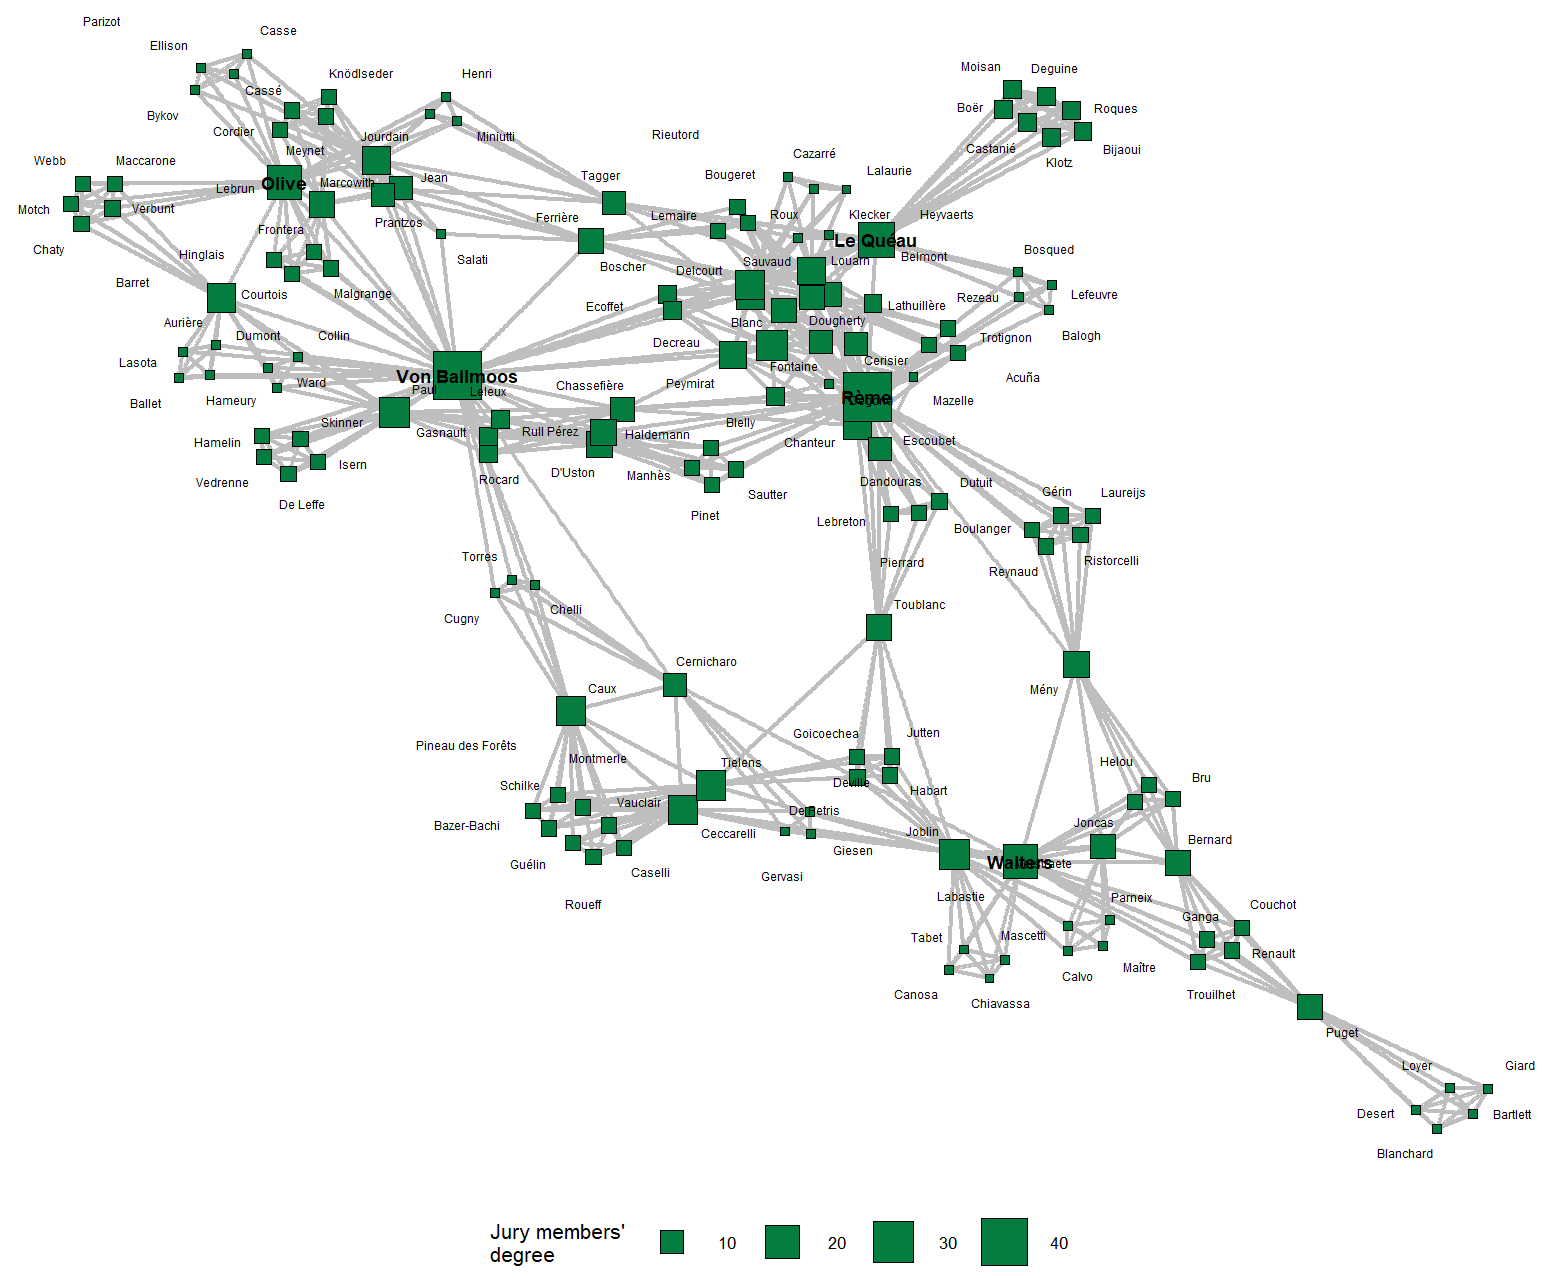 Parizot
Casse
Ellison
Knödlseder
Henri
Moisan
Deguine
Cassé
Bykov
Boër
Roques
Cordier
Jourdain
Miniutti
Rieutord
Meynet
Castanié
Bijaoui
Cazarré
Klotz
Webb
Maccarone
Lalaurie
Tagger
Bougeret
Jean
Olive
Marcowith
Lebrun
Motch
Verbunt
Prantzos
Ferrière
Lemaire
Roux
Klecker
Heyvaerts
Frontera
Le Quéau
Chaty
Hinglais
Salati
Bosqued
Belmont
Louarn
Sauvaud
Boscher
Delcourt
Barret
Courtois
Malgrange
Rezeau
Lefeuvre
Ecoffet
Lathuillère
Aurière
Blanc
Dougherty
Dumont
Collin
Trotignon
Balogh
Decreau
Lasota
Cerisier
Fontaine
Von Ballmoos
Acuña
Ward
Chassefière
Peymirat
Paul
Leleux
Rème
Ballet
Hameury
Mazelle
Skinner
Blelly
Gasnault
Rull Pérez
Haldemann
Hamelin
Chanteur
Escoubet
Isern
D'Uston
Manhès
Rocard
Vedrenne
Dandouras
Dutuit
Sautter
Gérin
Laureijs
De Leffe
Pinet
Lebreton
Boulanger
Torres
Pierrard
Ristorcelli
Reynaud
Toublanc
Chelli
Cugny
Cernicharo
Caux
Mény
Goicoechea
Jutten
Pineau des Forêts
Montmerle
Tielens
Helou
Bru
Schilke
Deville
Habart
Vauclair
De Petris
Bazer-Bachi
Ceccarelli
Joblin
Joncas
Bernard
Giesen
Walters
Guélin
Caselli
Gervasi
Labastie
Parneix
Roueff
Couchot
Ganga
Tabet
Mascetti
Renault
Calvo
Maître
Canosa
Trouilhet
Chiavassa
Puget
Loyer
Giard
Desert
Bartlett
Blanchard
Jury members'
degree
10
20
30
40